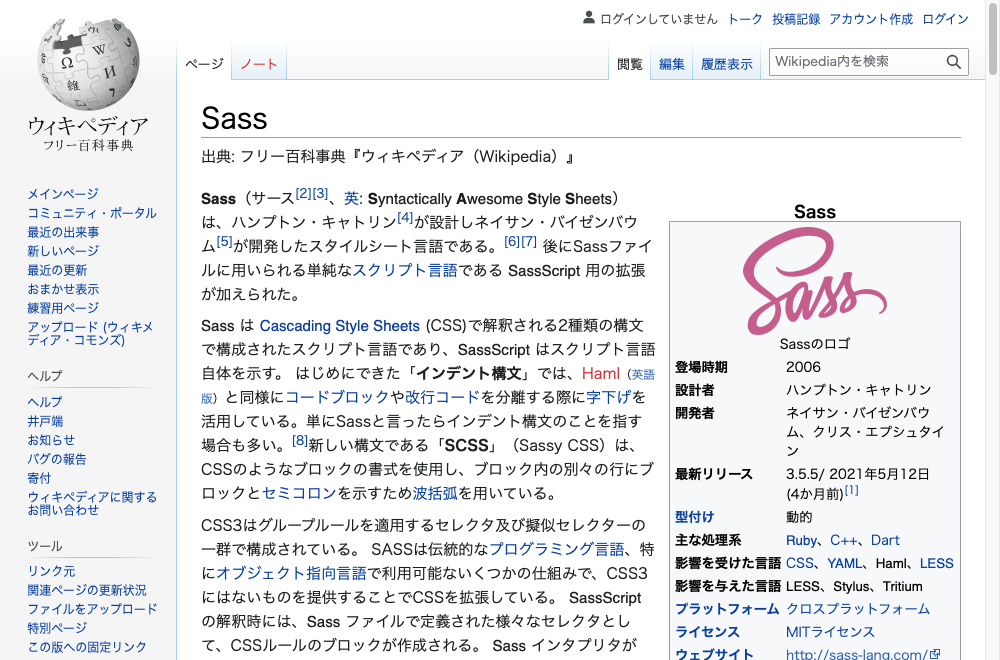 ログインしていません トーク 投稿記録 アカウント作成 ログイン
ページ ノート 閲覧 編集 履歴表示 Wikipedia内を検索
ウィキペディア
フリー百科事典
メインページ
コミュニティ・ポータル
最近の出来事
新しいページ
最近の更新
おまかせ表示
練習用ページ
アップロード (ウィキメ
ディア・コモンズ)
ヘルプ
ヘルプ
井戸端
お知らせ
バグの報告
寄付
ウィキペディアに関する
お問い合わせ
ツール
リンク元
関連ページの更新状況
ファイルをアップロード
特別ページ
この版への固定リンク
Sass
出典: フリー百科事典『ウィキペディア（Wikipedia）』
Sass（サース[2][3]、英: Syntactically Awesome Style Sheets）
は、ハンプトン・キャトリン[4]が設計しネイサン・バイゼンバウ
ム[5]が開発したスタイルシート言語である。[6][7] 後にSassファイ
ルに用いられる単純なスクリプト言語である SassScript 用の拡張
が加えられた。
Sass は Cascading Style Sheets (CSS)で解釈される2種類の構文
で構成されたスクリプト言語であり、SassScript はスクリプト言語
自体を示す。 はじめにできた「インデント構文」では、Haml（英語
版）と同様にコードブロックや改行コードを分離する際に字下げを
活用している。単にSassと言ったらインデント構文のことを指す
場合も多い。[8]新しい構文である「SCSS」（Sassy CSS）は、
CSSのようなブロックの書式を使用し、ブロック内の別々の行にブ
ロックとセミコロンを示すため波括弧を用いている。
CSS3はグループルールを適用するセレクタ及び擬似セレクターの
一群で構成されている。 SASSは伝統的なプログラミング言語、特
にオブジェクト指向言語で利用可能ないくつかの仕組みで、CSS3
にはないものを提供することでCSSを拡張している。 SassScript
の解釈時には、Sass ファイルで定義された様々なセレクタとし
て、CSSルールのブロックが作成される。 Sass インタプリタが
Sass
Sass
Sassのロゴ
登場時期 2006
設計者 ハンプトン・キャトリン
開発者 ネイサン・バイゼンバウ
ム、クリス・エプシュタイ
ン
最新リリース 3.5.5/ 2021年5月12日
(4か月前)[1]
型付け 動的
主な処理系 Ruby、C++、Dart
影響を受けた言語 CSS、YAML、Haml、LESS
影響を与えた言語 LESS、Stylus、Tritium
プラットフォーム クロスプラットフォーム
ライセンス MITライセンス
ウェブサイト http://sass-lang.com/